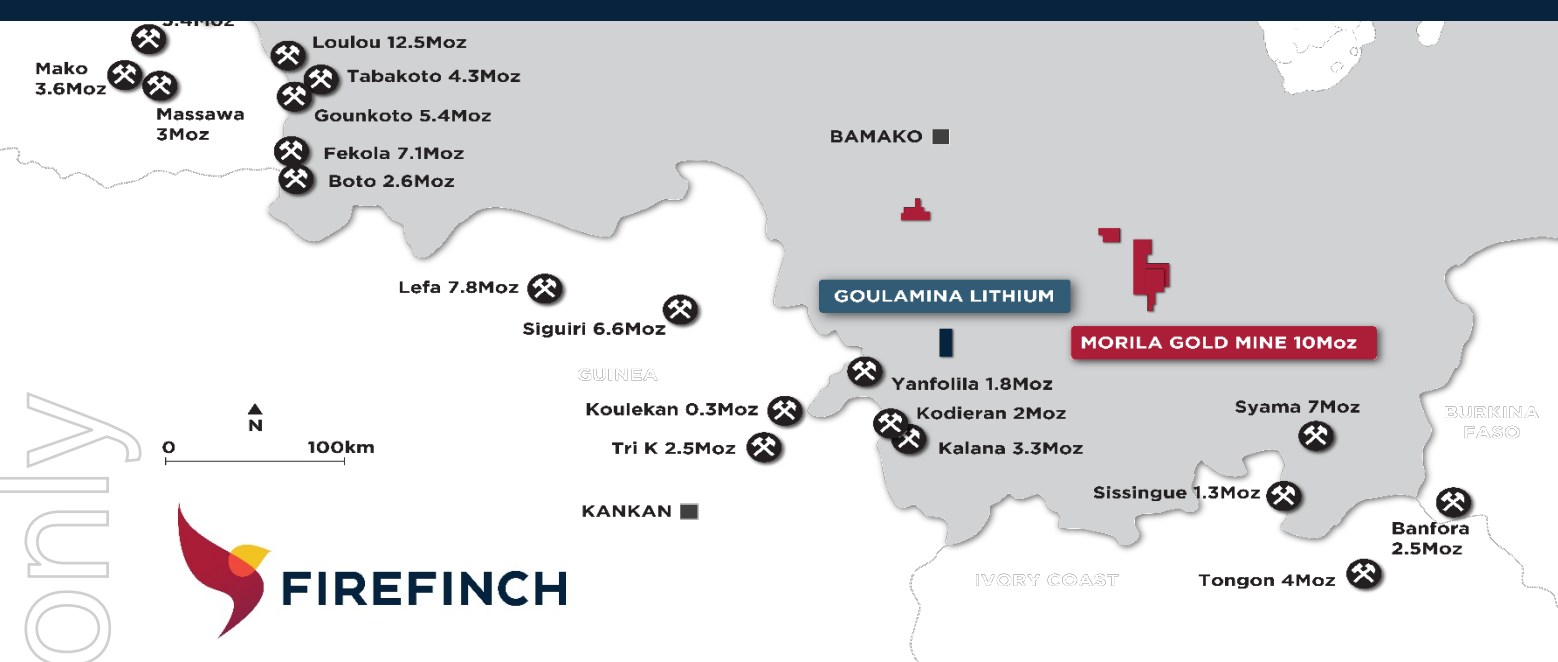 5.4Moz
Loulou 12.5Moz
Mako
3.6Moz
Tabakoto 4.3Moz
Massawa
3Moz
Gounkoto 5.4Moz
BAMAKO
Fekola 7.1Moz
Boto 2.6Moz
Lefa 7.8Moz
GOULAMINA LITHIUM
Siguiri 6.6Moz
MORILA GOLD MINE 10Moz
GUINEA
Yanfolila 1.8Moz
Koulekan 0.3Moz
Kodieran 2Moz
Syama 7Moz
BURKINA
FASO
N
0 100km
Tri K 2.5Moz
Kalana 3.3Moz
Sissingue 1.3Moz
KANKAN
Banfora
2.5Moz
IVORY COAST
Tongon 4Moz
FIREFINCH
only